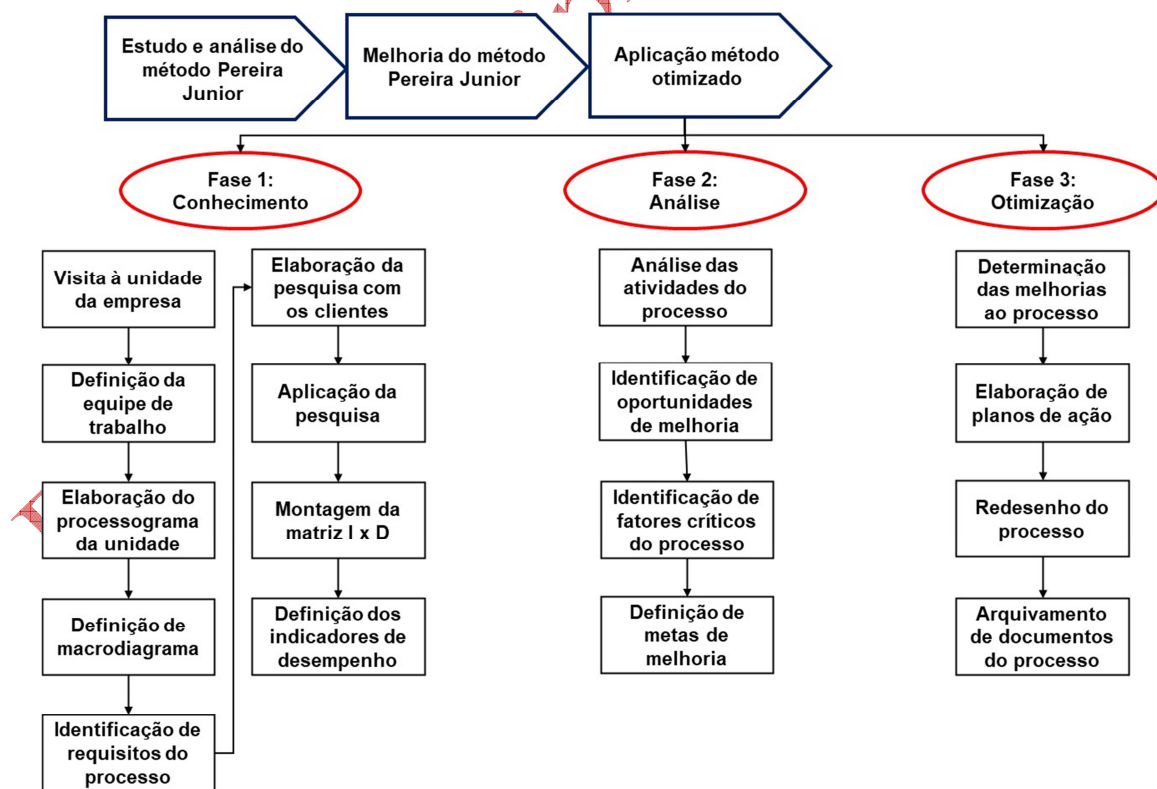 Estudo e análise do
método Pereira
Junior
Melhoria do método
Pereira Junior
Aplicação método
otimizado
Fase 1:
Conhecimento
Fase 2:
Análise
Fase 3:
Otimização
Visita à unidade
da empresa
Definição da
equipe de
trabalho
Elaboração do
processograma
da unidade
Definição de
macrodiagrama
Identificação de
requisitos do
processo
Elaboração da
pesquisa com
os clientes
Aplicação da
pesquisa
Montagem da
matriz I x D
Definição dos
indicadores de
desempenho
Análise das
atividades do
processo
Identificação de
oportunidades
de melhoria
Identificação de
fatores críticos
do processo
Definição de
metas de
melhoria
Determinação
das melhorias
ao processo
Elaboração de
planos de ação
Redesenho do
processo
Arquivamento
de documentos
do processo